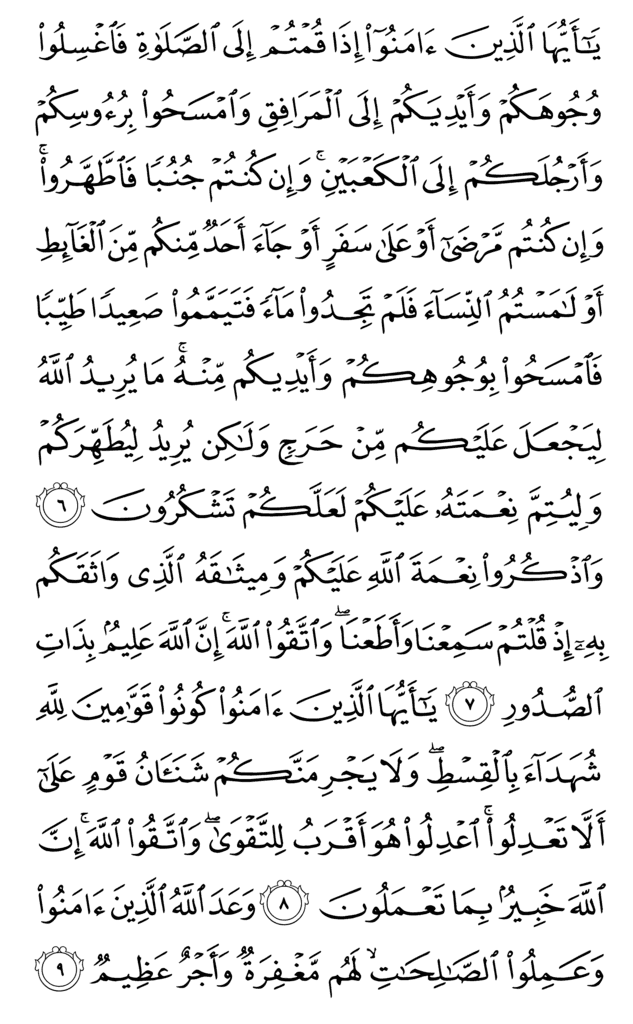 يَٰٓأَيُّهَا ٱلَّذِينَ ءَامَنُوٓاْ إِذَا قُمۡتُمۡ إِلَى ٱلصَّلَوٰةِ فَٱغۡسِلُواْ
وُجُوهَكُمۡ وَأَيۡدِيَكُمۡ إِلَى ٱلۡمَرَافِقِ وَٱمۡسَحُواْ بِرُءُوسِكُمۡ
وَأَرۡجُلَكُمۡ إِلَى ٱلۡكَعۡبَيۡنِۚ وَإِن كُنتُمۡ جُنُبٗا فَٱطَّهَّرُواْۚ
وَإِن كُنتُم مَّرۡضَىٰٓ أَوۡ عَلَىٰ سَفَرٍ أَوۡ جَآءَ أَحَدٞ مِّنكُم مِّنَ ٱلۡغَآئِطِ
أَوۡ لَٰمَسۡتُمُ ٱلنِّسَآءَ فَلَمۡ تَجِدُواْ مَآءٗ فَتَيَمَّمُواْ صَعِيدٗا طَيِّبٗا
فَٱمۡسَحُواْ بِوُجُوهِكُمۡ وَأَيۡدِيكُم مِّنۡهُۚ مَا يُرِيدُ ٱللَّهُ
لِيَجۡعَلَ عَلَيۡكُم مِّنۡ حَرَجٖ وَلَٰكِن يُرِيدُ لِيُطَهِّرَكُمۡ
وَلِيُتِمَّ نِعۡمَتَهُۥ عَلَيۡكُمۡ لَعَلَّكُمۡ تَشۡكُرُونَ ٦
وَٱذۡكُرُواْ نِعۡمَةَ ٱللَّهِ عَلَيۡكُمۡ وَمِيثَٰقَهُ ٱلَّذِي وَاثَقَكُم
بِهِۦٓ إِذۡ قُلۡتُمۡ سَمِعۡنَا وَأَطَعۡنَاۖ وَٱتَّقُواْ ٱللَّهَۚ إِنَّ ٱللَّهَ عَلِيمُۢ بِذَاتِ
ٱلصُّدُورِ ٧ يَٰٓأَيُّهَا ٱلَّذِينَ ءَامَنُواْ كُونُواْ قَوَّٰمِينَ لِلَّهِ
شُهَدَآءَ بِٱلۡقِسۡطِۖ وَلَا يَجۡرِمَنَّكُمۡ شَنَـَٔانُ قَوۡمٍ عَلَىٰٓ
أَلَّا تَعۡدِلُواْۚ ٱعۡدِلُواْ هُوَ أَقۡرَبُ لِلتَّقۡوَىٰۖ وَٱتَّقُواْ ٱللَّهَۚ إِنَّ
ٱللَّهَ خَبِيرُۢ بِمَا تَعۡمَلُونَ ٨ وَعَدَ ٱللَّهُ ٱلَّذِينَ ءَامَنُواْ
وَعَمِلُواْ ٱلصَّٰلِحَٰتِۙ لَهُم مَّغۡفِرَةٞ وَأَجۡرٌ عَظِيمٞ ٩